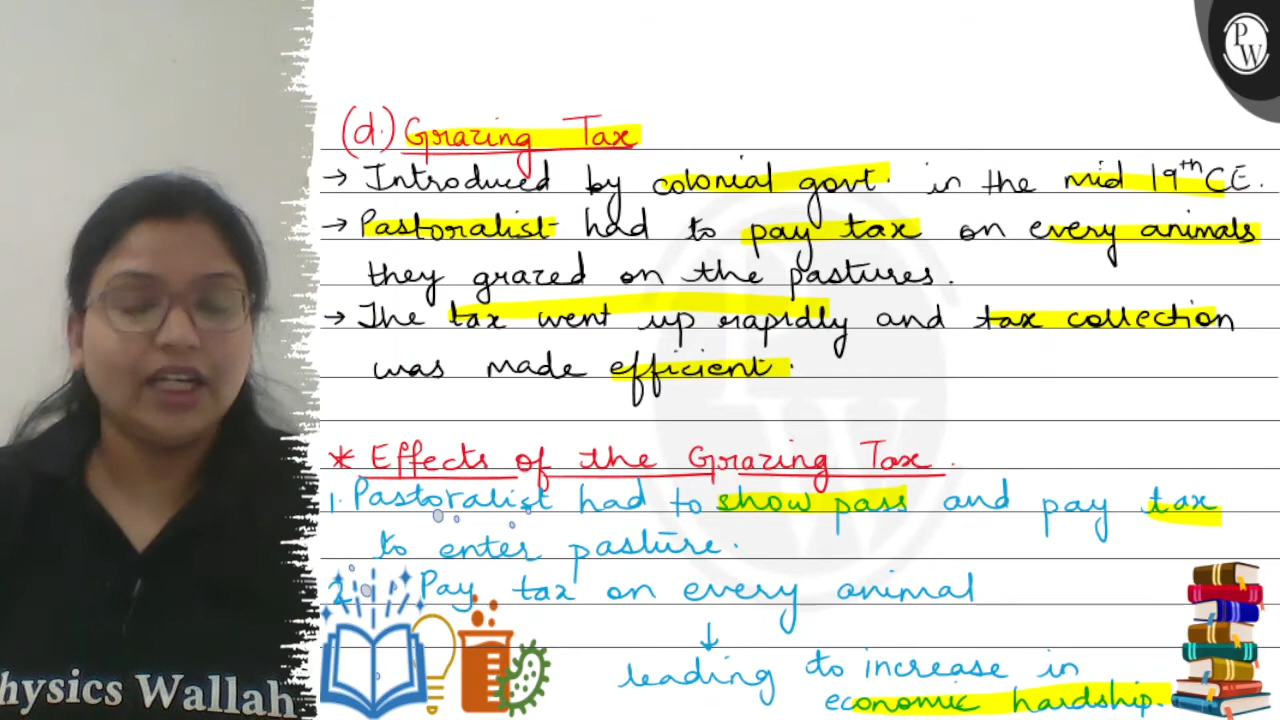 PW
(d.) Grazing Tax
→ Introduced by colonial govt. in the mid 19th CE.
→ Pastoralist had to pay tax on every animals
they grazed on the pastures.
→ The tax went up rapidly and tax collection
was made efficient.
* Effects of the Grazing Tax.
1. Pastoralist had to show pass and pay tax
to enter pasture.
2. Pay tax on every animal
↓
leading to increase in
economic hardship.
hysics Wallah
PW